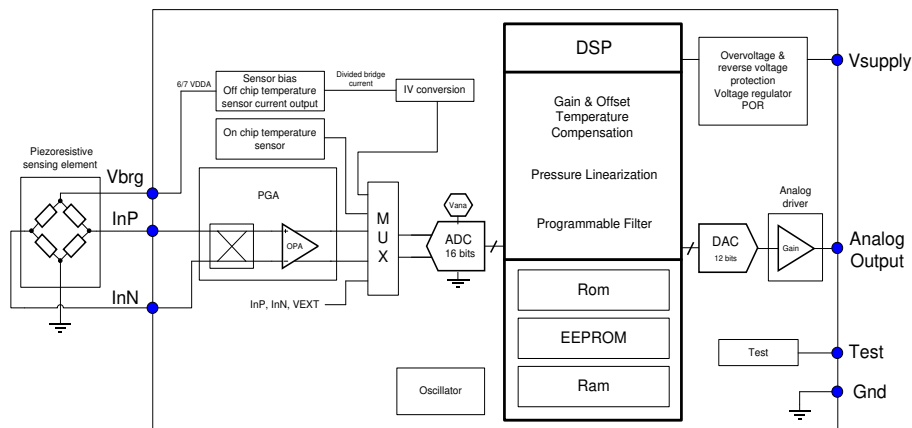 DSP
Overvoltage &
reverse voltage
protection
Voltage regulator
POR
Vsupply
6/7 VDDA
Sensor bias
Off chip temperature
sensor current output
Divided bridge
current
IV conversion
Gain & Offset
Temperature
Compensation
On chip temperature
sensor
Piezoresistive
sensing element
Vbrg
PGA
Pressure Linearization
InP
M
U
X
Vana
Programmable Filter
Analog
driver
+
OPA
-
ADC
16 bits
DAC
12 bits
Gain
Analog
Output
InN
InP, InN, VEXT
Rom
EEPROM
Ram
Oscillator
Test
Test
Gnd